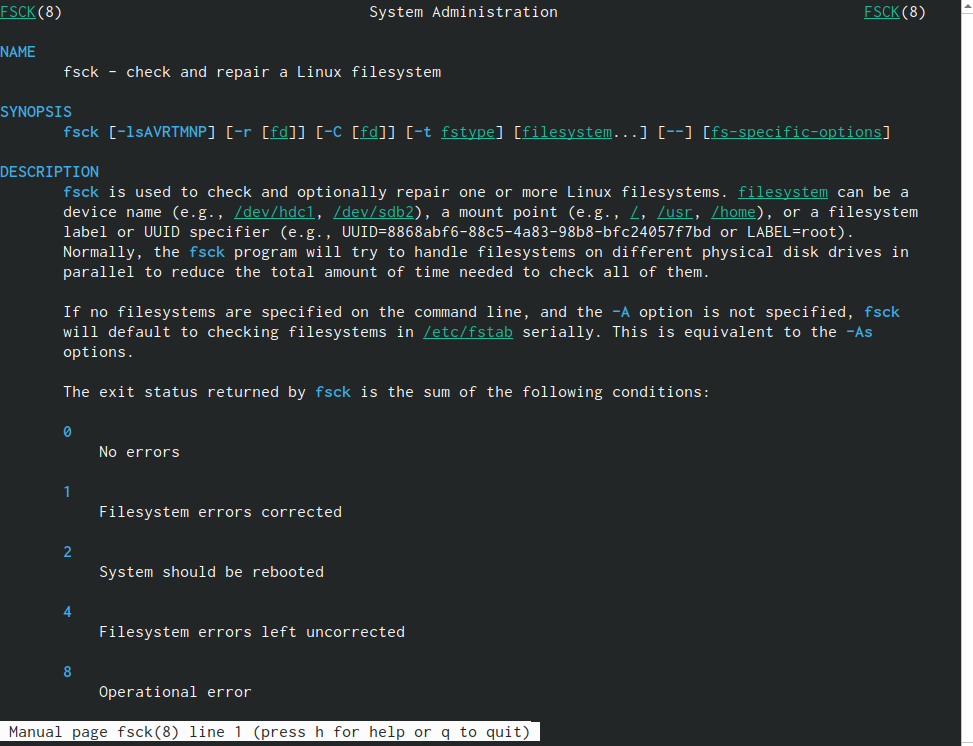 FSCK(8) System Administration FSCK(8)
NAME
fsck - check and repair a Linux filesystem
SYNOPSIS
fsck [-lsAVRTMNP] [-r [fd]] [-C [fd]] [-t fstype] [filesystem...] [--] [fs-specific-options]
DESCRIPTION
fsck is used to check and optionally repair one or more Linux filesystems. filesystem can be a
device name (e.g., /dev/hdc1, /dev/sdb2), a mount point (e.g., /, /usr, /home), or a filesystem
label or UUID specifier (e.g., UUID=8868abf6-88c5-4a83-98b8-bfc24057f7bd or LABEL=root).
Normally, the fsck program will try to handle filesystems on different physical disk drives in
parallel to reduce the total amount of time needed to check all of them.
If no filesystems are specified on the command line, and the -A option is not specified, fsck
will default to checking filesystems in /etc/fstab serially. This is equivalent to the -As
options.
The exit status returned by fsck is the sum of the following conditions:
0
No errors
1
Filesystem errors corrected
2
System should be rebooted
4
Filesystem errors left uncorrected
8
Operational error
Manual page fsck(8) line 1 (press h for help or q to quit)